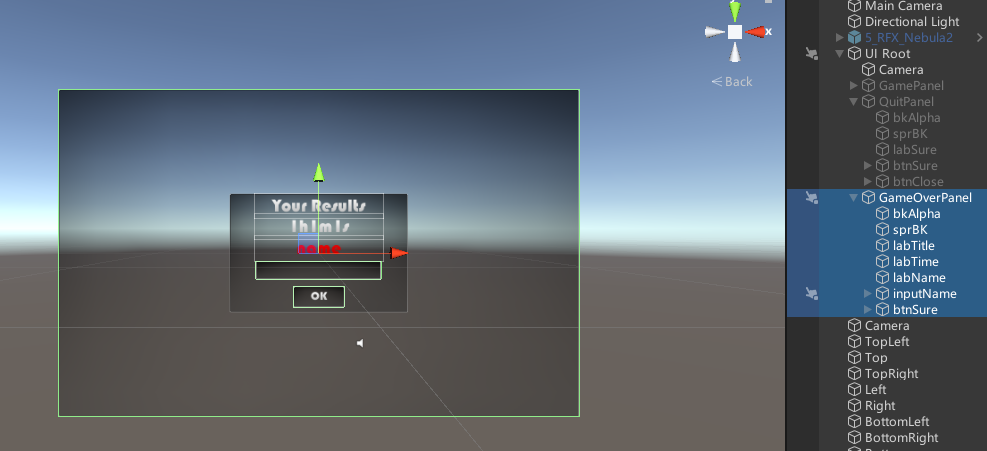 x
Back
Your Results
1h1m1s
name
OK
Main Camera
Directional Light
5_RFX_Nebula2
UI Root
Camera
GamePanel
QuitPanel
bkAlpha
sprBK
labSure
btnSure
btnClose
GameOverPanel
bkAlpha
sprBK
labTitle
labTime
labName
inputName
btnSure
Camera
TopLeft
Top
TopRight
Left
Right
BottomLeft
BottomRight